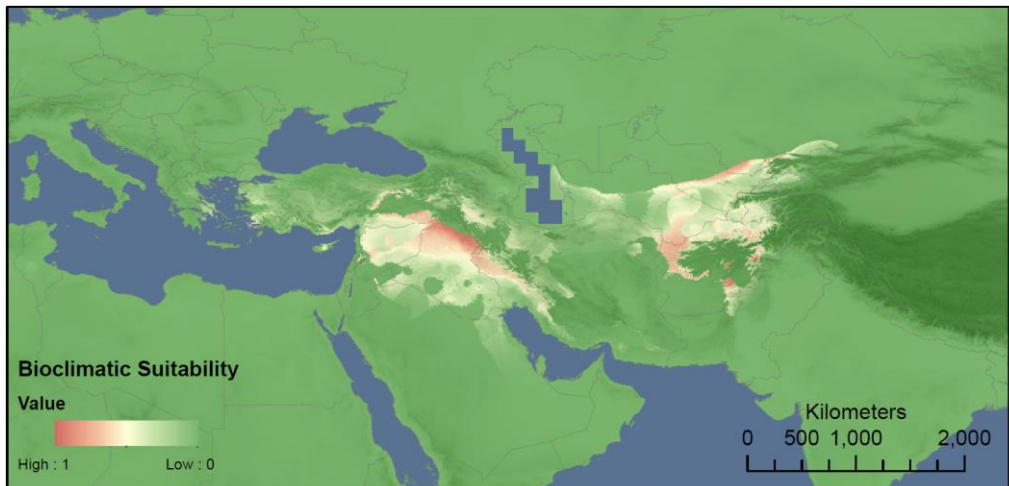 Bioclimatic Suitability
Value
High : 1 Low : 0
Kilometers
0 500 1,000 2,000